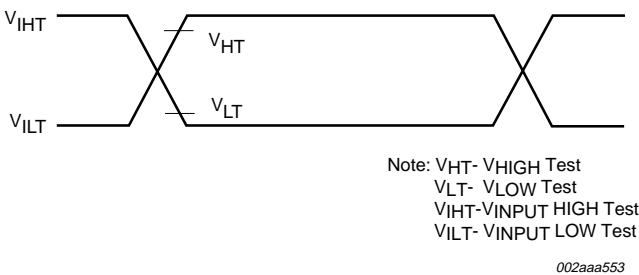 VIHT
VHT
VLT
VILT
Note: VHT- VHIGH Test
VLT- VLOW Test
VIHT-VINPUT HIGH Test
VILT- VINPUT LOW Test
002aaa553